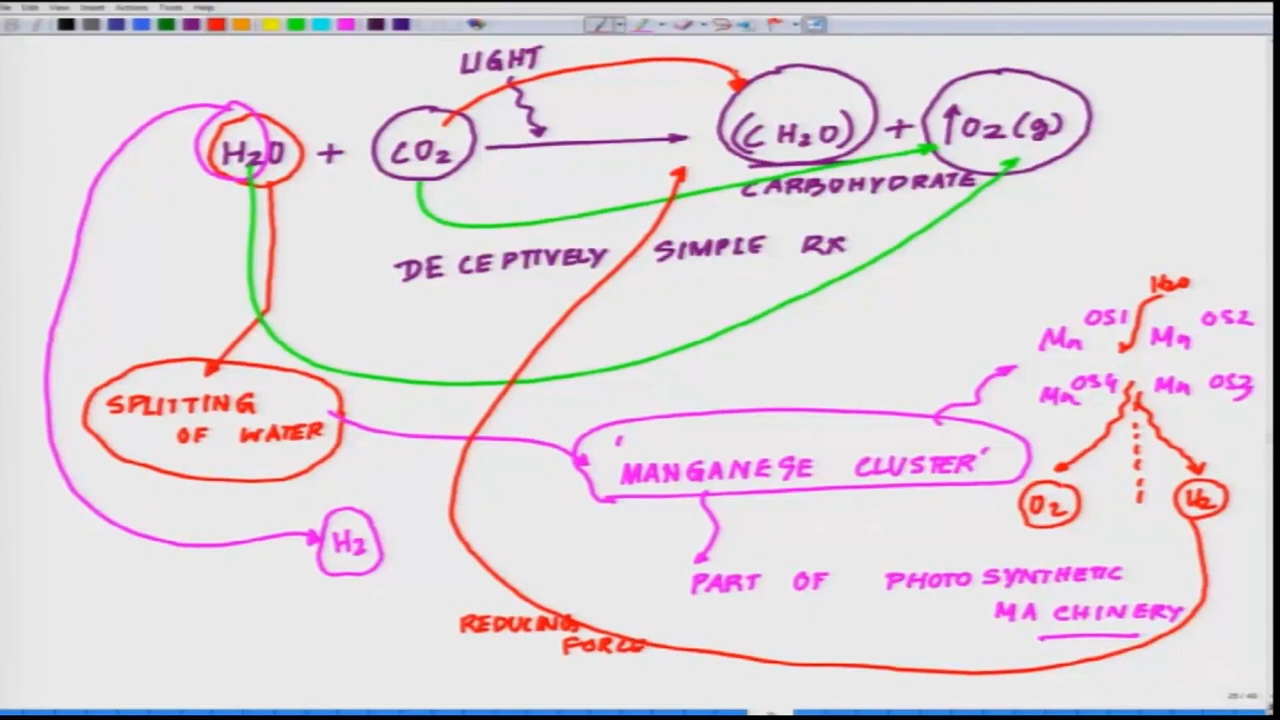 LIGHT
H2O + CO2 (CH2O) + ↑O2(g)
CARBOHYDRATE
DECEPTIVELY SIMPLE RX
H2O
Mn OS1 Mn OS2
Mn OS4 Mn OS3
SPLITTING
OF WATER
'MANGANESE CLUSTER'
O2 H2
H2
PART OF PHOTOSYNTHETIC
MACHINERY
REDUCING
FORCE